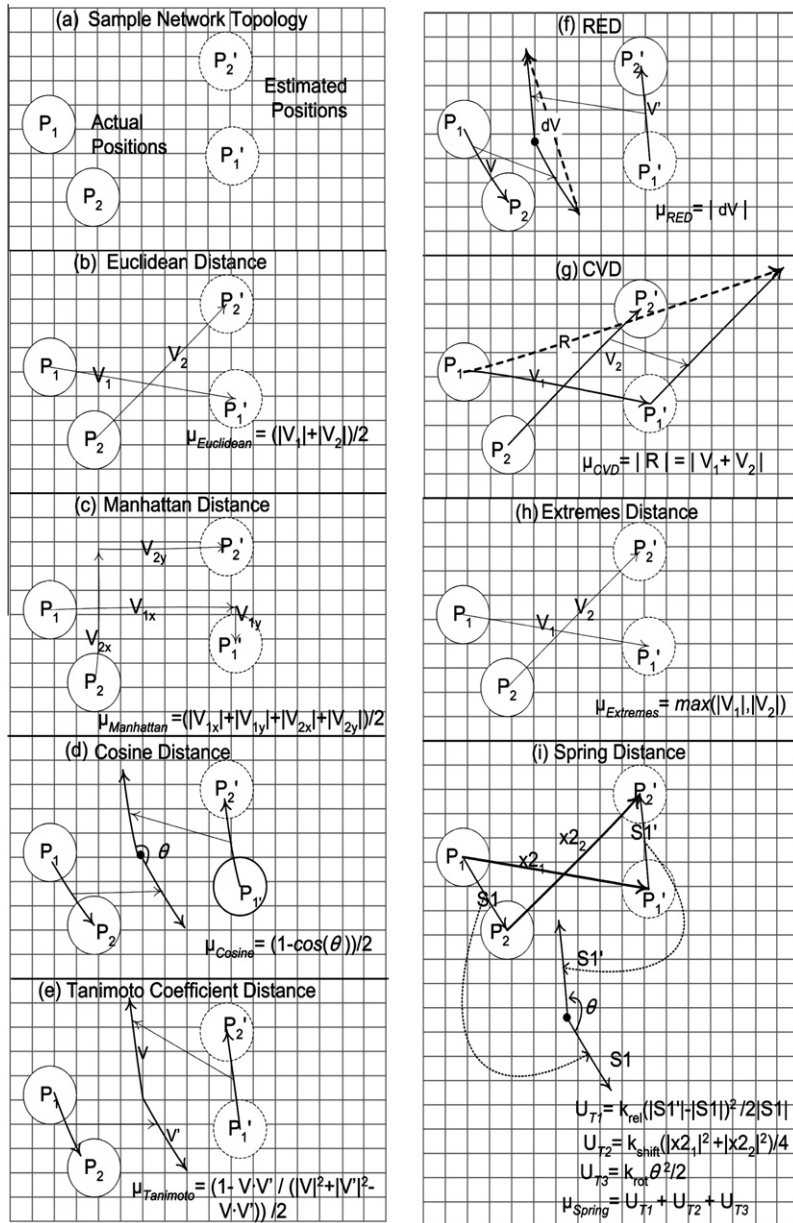 (a) Sample Network Topology
P2'
Estimated
Positions
P1
Actual
Positions
P1'
P2
(b) Euclidean Distance
P2'
P1
V1
V2
P1'
P2
μEuclidean = (|V1|+|V2|)/2
(c) Manhattan Distance
V2y
P2'
P1
V1x
V1y
V2x
P1'
P2
μManhattan =(|V1x|+|V1y|+|V2x|+|V2y|)/2
(d) Cosine Distance
P2'
P1
θ
P1'
P2
μCosine = (1-cos(θ))/2
(e) Tanimoto Coefficient Distance
P2'
V
P1
V'
P1'
P2
μTanimoto = (1- V·V' / (|V|²+|V'|²-
V·V')) /2
(f) RED
P2'
V'
P1
dV
V
P1'
P2
μRED = | dV |
(g) CVD
P2'
R
P1
V1
V2
P1'
P2
μCVD = | R | = | V1 + V2 |
(h) Extremes Distance
P2'
P1
V1
V2
P1'
P2
μExtremes = max(|V1|,|V2|)
(i) Spring Distance
P2'
S1'
x22
P1
x21
S1
P1'
P2
S1'
θ
S1
UT1 = krel(|S1'|-|S1|)²/2|S1|
UT2 = kshift(|x21|²+|x22|²)/4
UT3 = krotθ²/2
μSpring = UT1 + UT2 + UT3